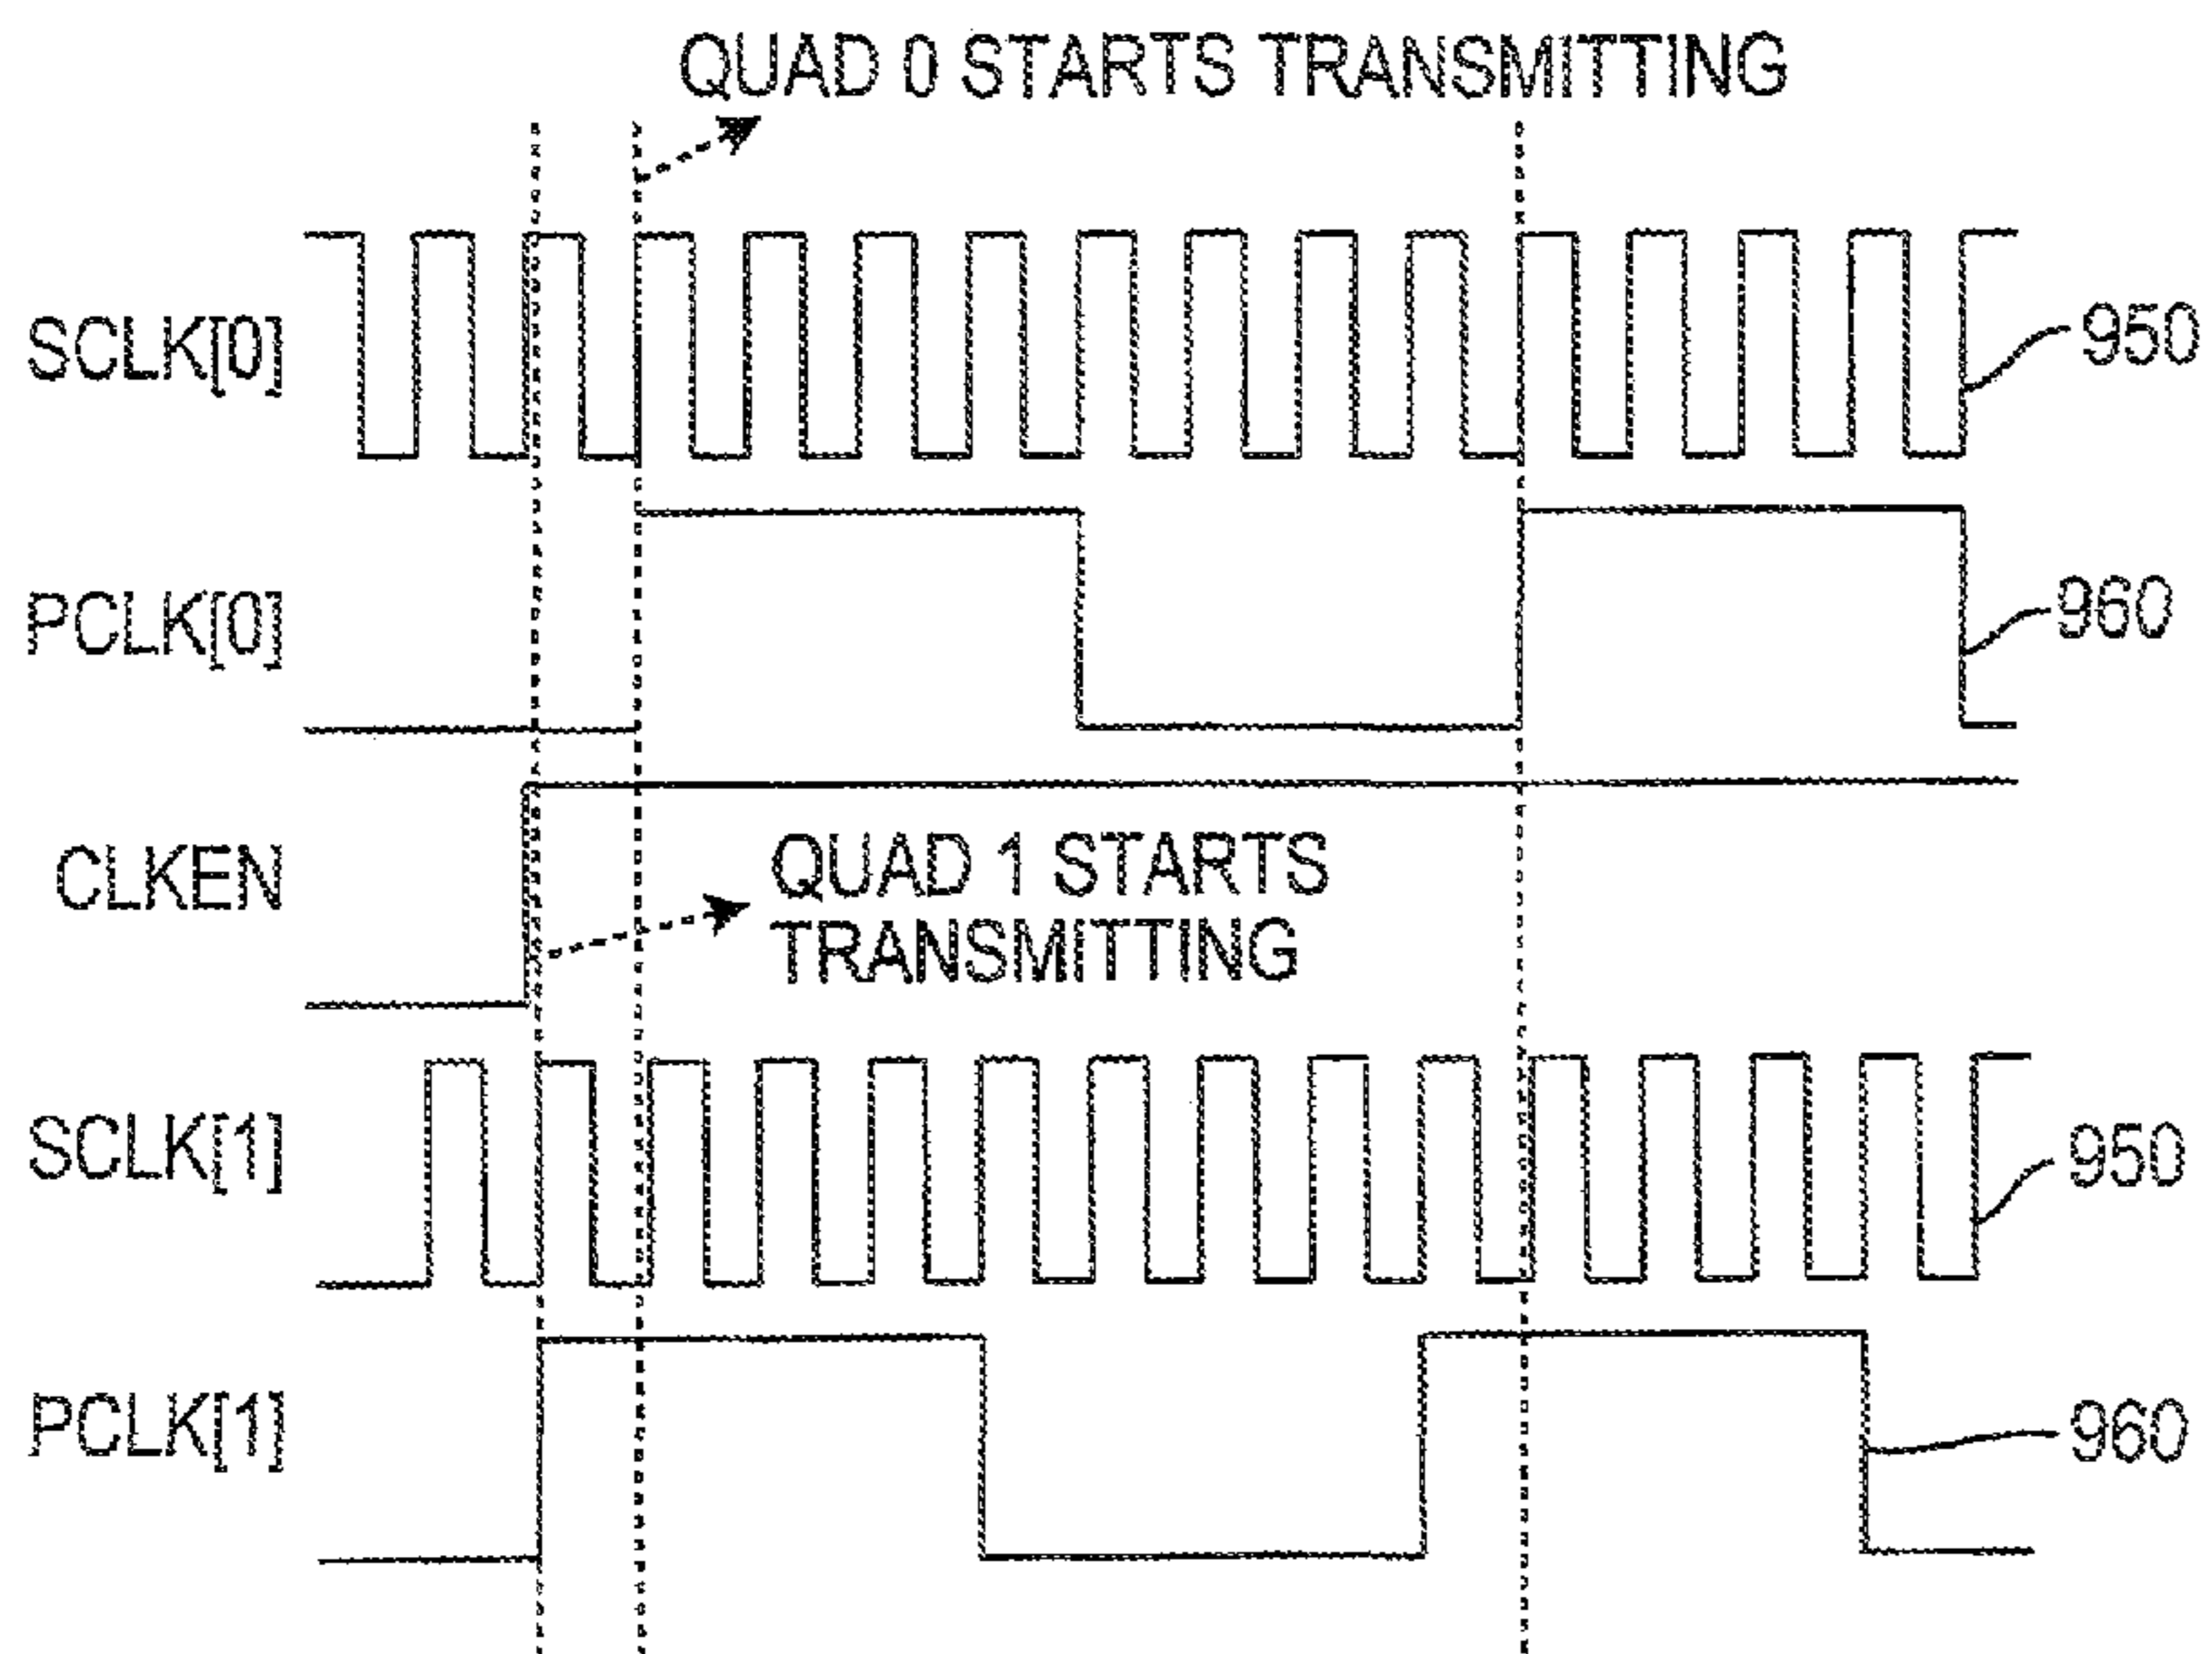 QUAD 0 STARTS TRANSMITTING
SCLK[0]
950
PCLK[0]
960
CLKEN
QUAD 1 STARTS
TRANSMITTING
SCLK[1]
950
PCLK[1]
960